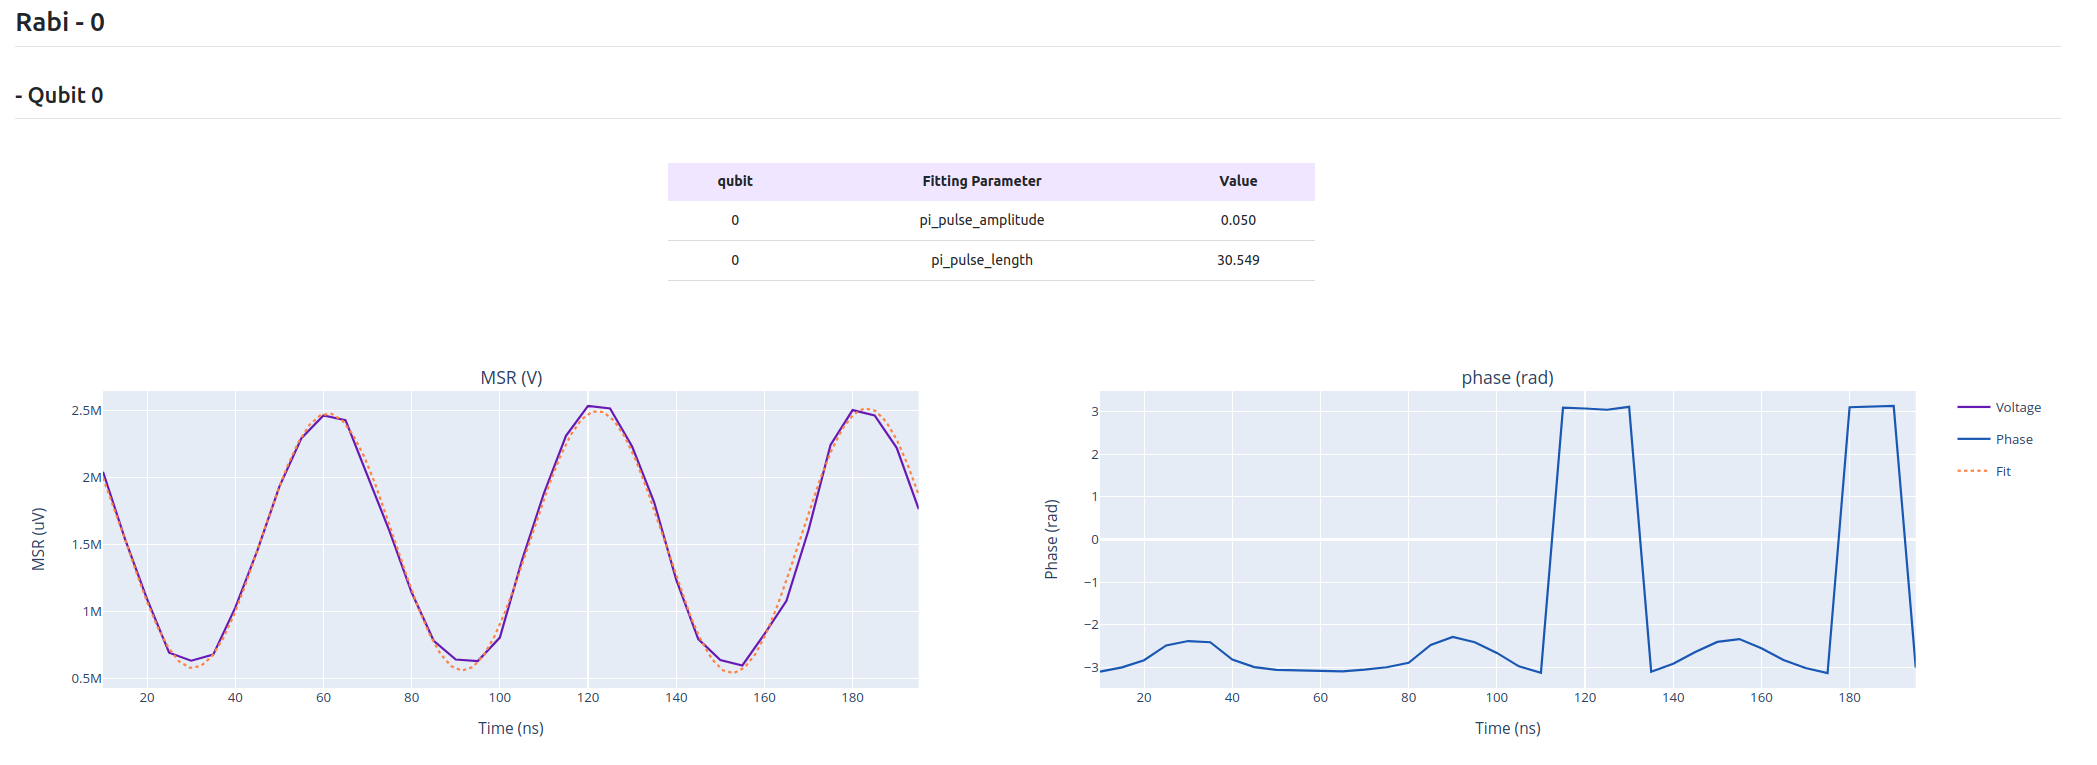 Rabi - 0
- Qubit 0
qubit Fitting Parameter Value
0 pi_pulse_amplitude 0.050
0 pi_pulse_length 30.549
MSR (V)
2.5M
2M
1.5M
1M
0.5M
MSR (uV)
20 40 60 80 100 120 140 160 180
Time (ns)
phase (rad)
3
2
1
0
−1
−2
−3
Phase (rad)
20 40 60 80 100 120 140 160 180
Time (ns)
Voltage
Phase
Fit